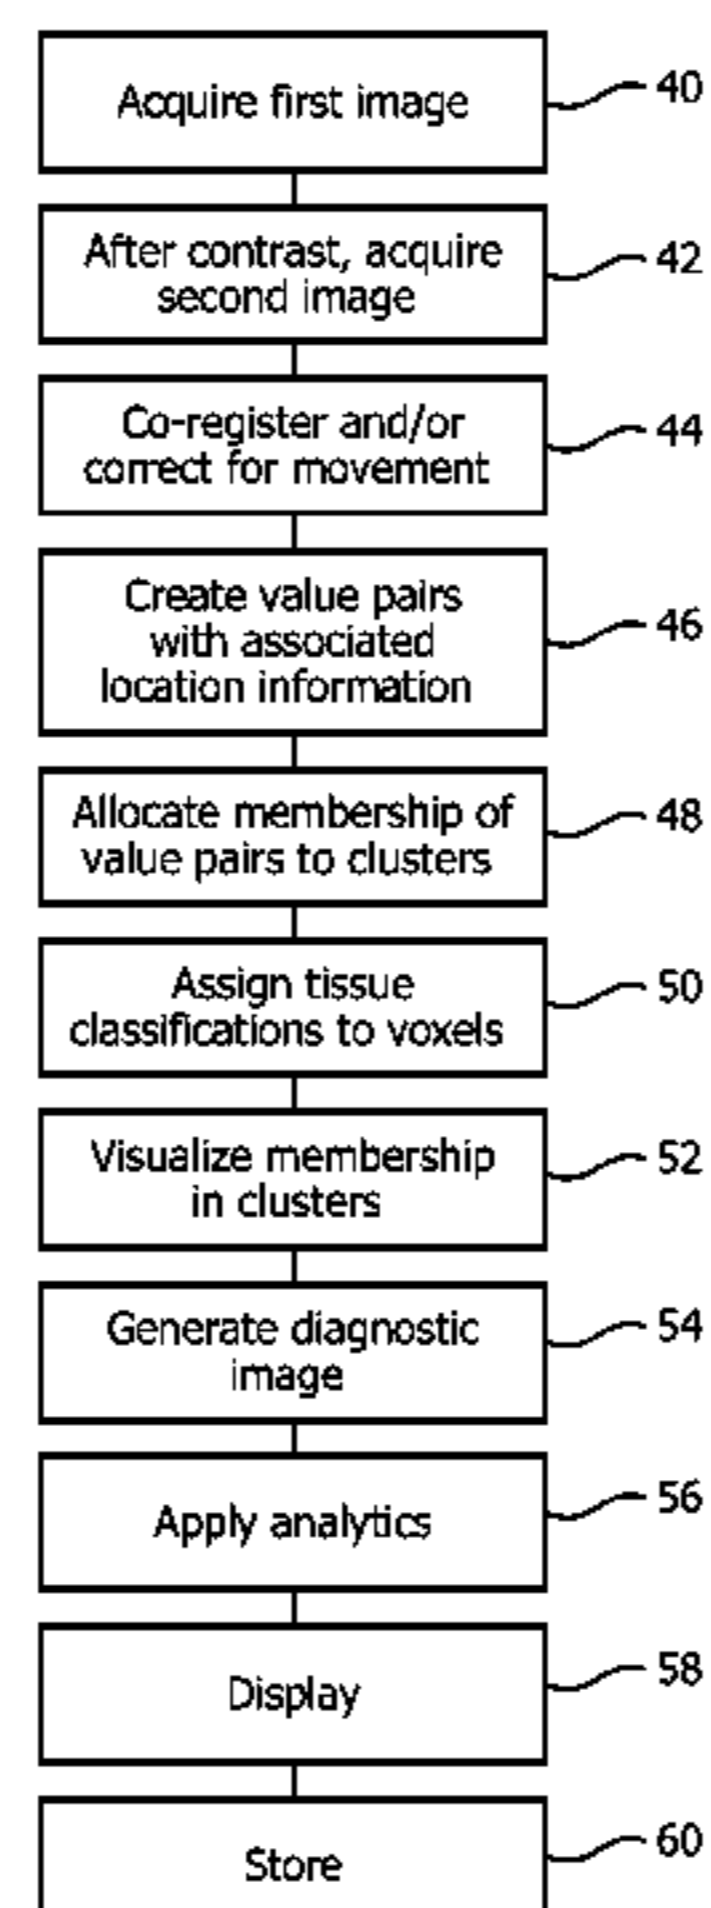 Acquire first image
40
After contrast, acquire
second image
42
Co-register and/or
correct for movement
44
Create value pairs
with associated
location information
46
Allocate membership of
value pairs to clusters
48
Assign tissue
classifications to voxels
50
Visualize membership
in clusters
52
Generate diagnostic
image
54
Apply analytics
56
Display
58
Store
60